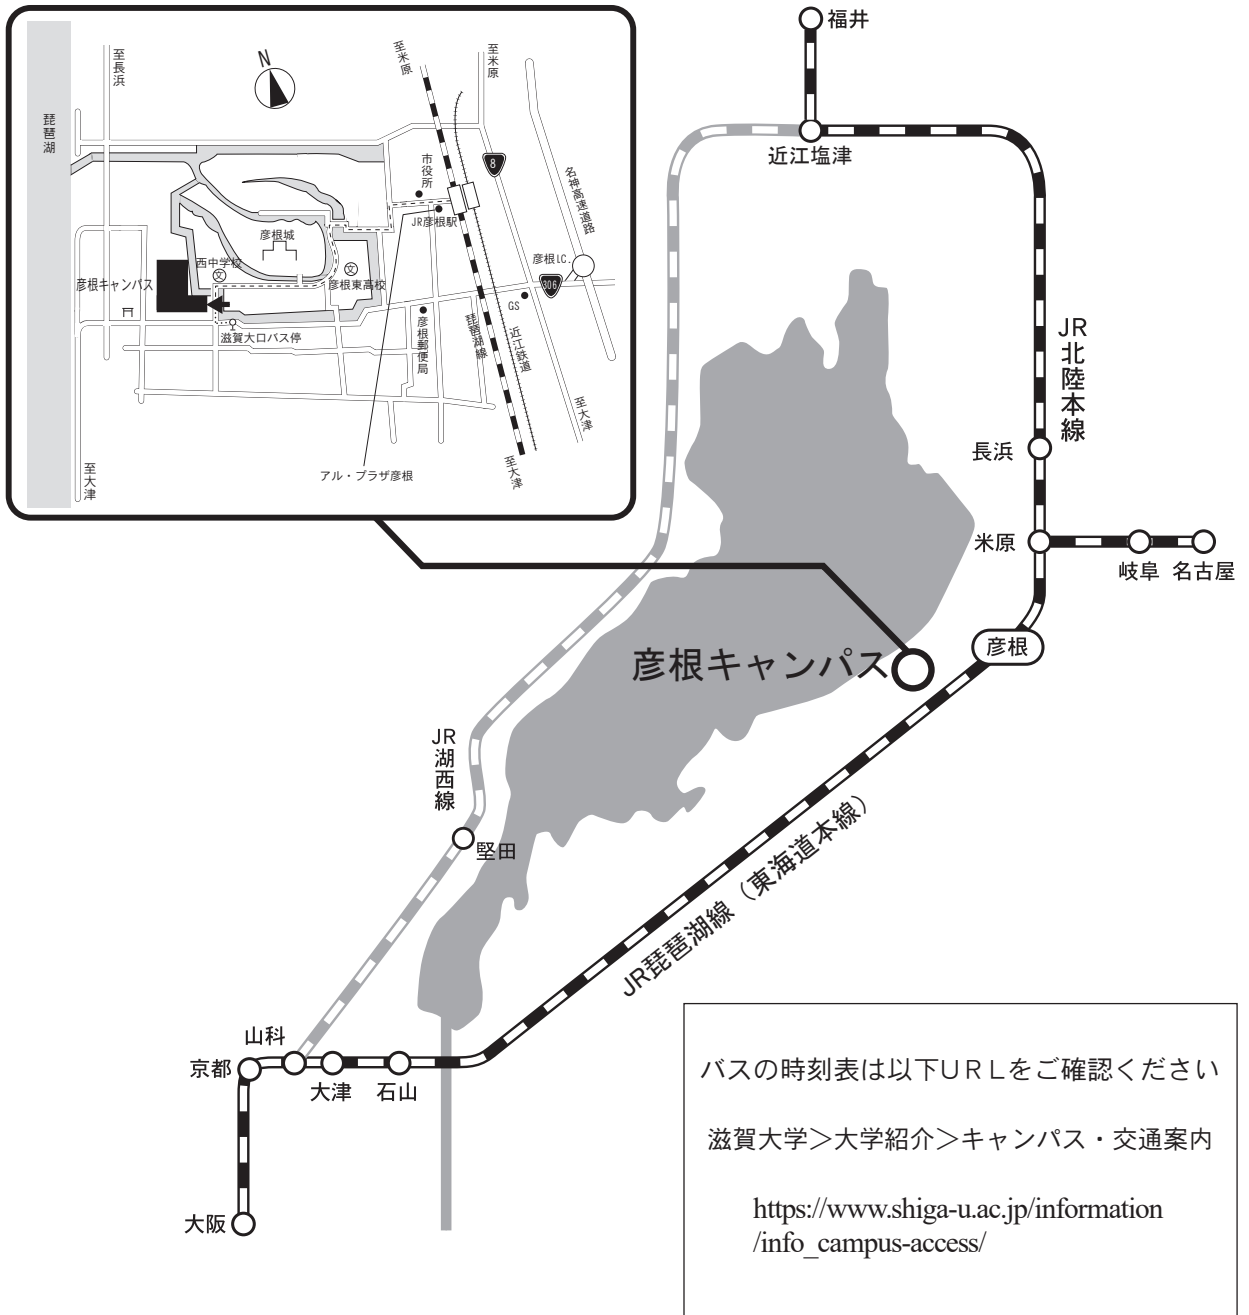 至長浜
N
至米原
至米原
琵琶湖
8
市役所
名神高速道路
JR彦根駅
彦根城
西中学校
文
文
彦根I.C.
彦根キャンパス
彦根東高校
306
GS
滋賀大口バス停
彦根郵便局
琵琶湖線
近江鉄道
至大津
至大津
至大津
アル・プラザ彦根
福井
近江塩津
JR北陸本線
長浜
米原
岐阜
名古屋
彦根
彦根キャンパス
JR湖西線
堅田
JR琵琶湖線（東海道本線）
山科
京都
大津
石山
大阪
バスの時刻表は以下URLをご確認ください
滋賀大学＞大学紹介＞キャンパス・交通案内
https://www.shiga-u.ac.jp/information
/info_campus-access/